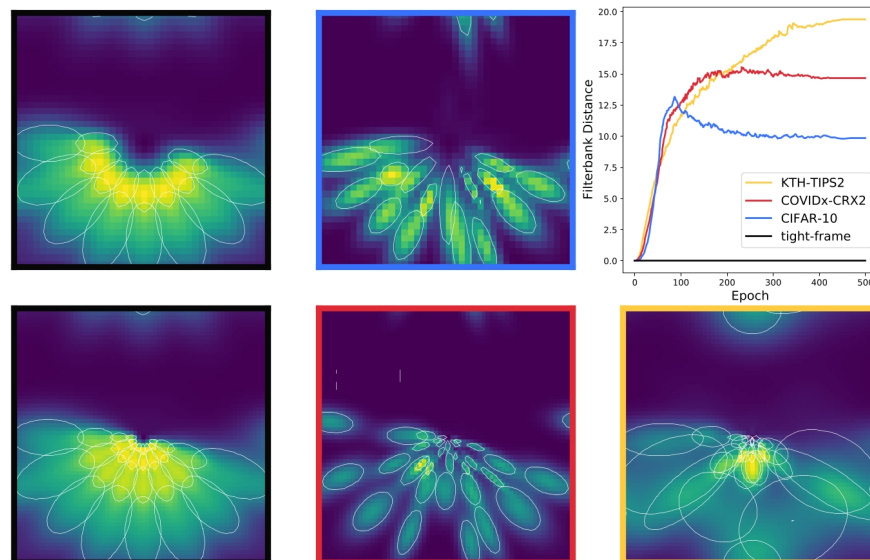 20.0
17.5
15.0
12.5
10.0
7.5
5.0
2.5
0.0
Filterbank Distance
KTH-TIPS2
COVIDx-CRX2
CIFAR-10
tight-frame
0 100 200 300 400 500
Epoch